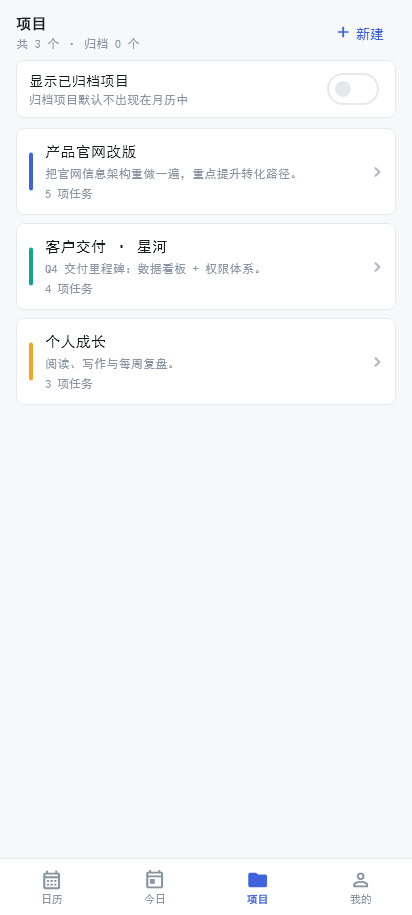 项目
共 3 个 · 归档 0 个
+ 新建
显示已归档项目
归档项目默认不出现在月历中
产品官网改版
把官网信息架构重做一遍，重点提升转化路径。
5 项任务
客户交付 · 星河
Q4 交付里程碑：数据看板 + 权限体系。
4 项任务
个人成长
阅读、写作与每周复盘。
3 项任务
日历
今日
项目
我的